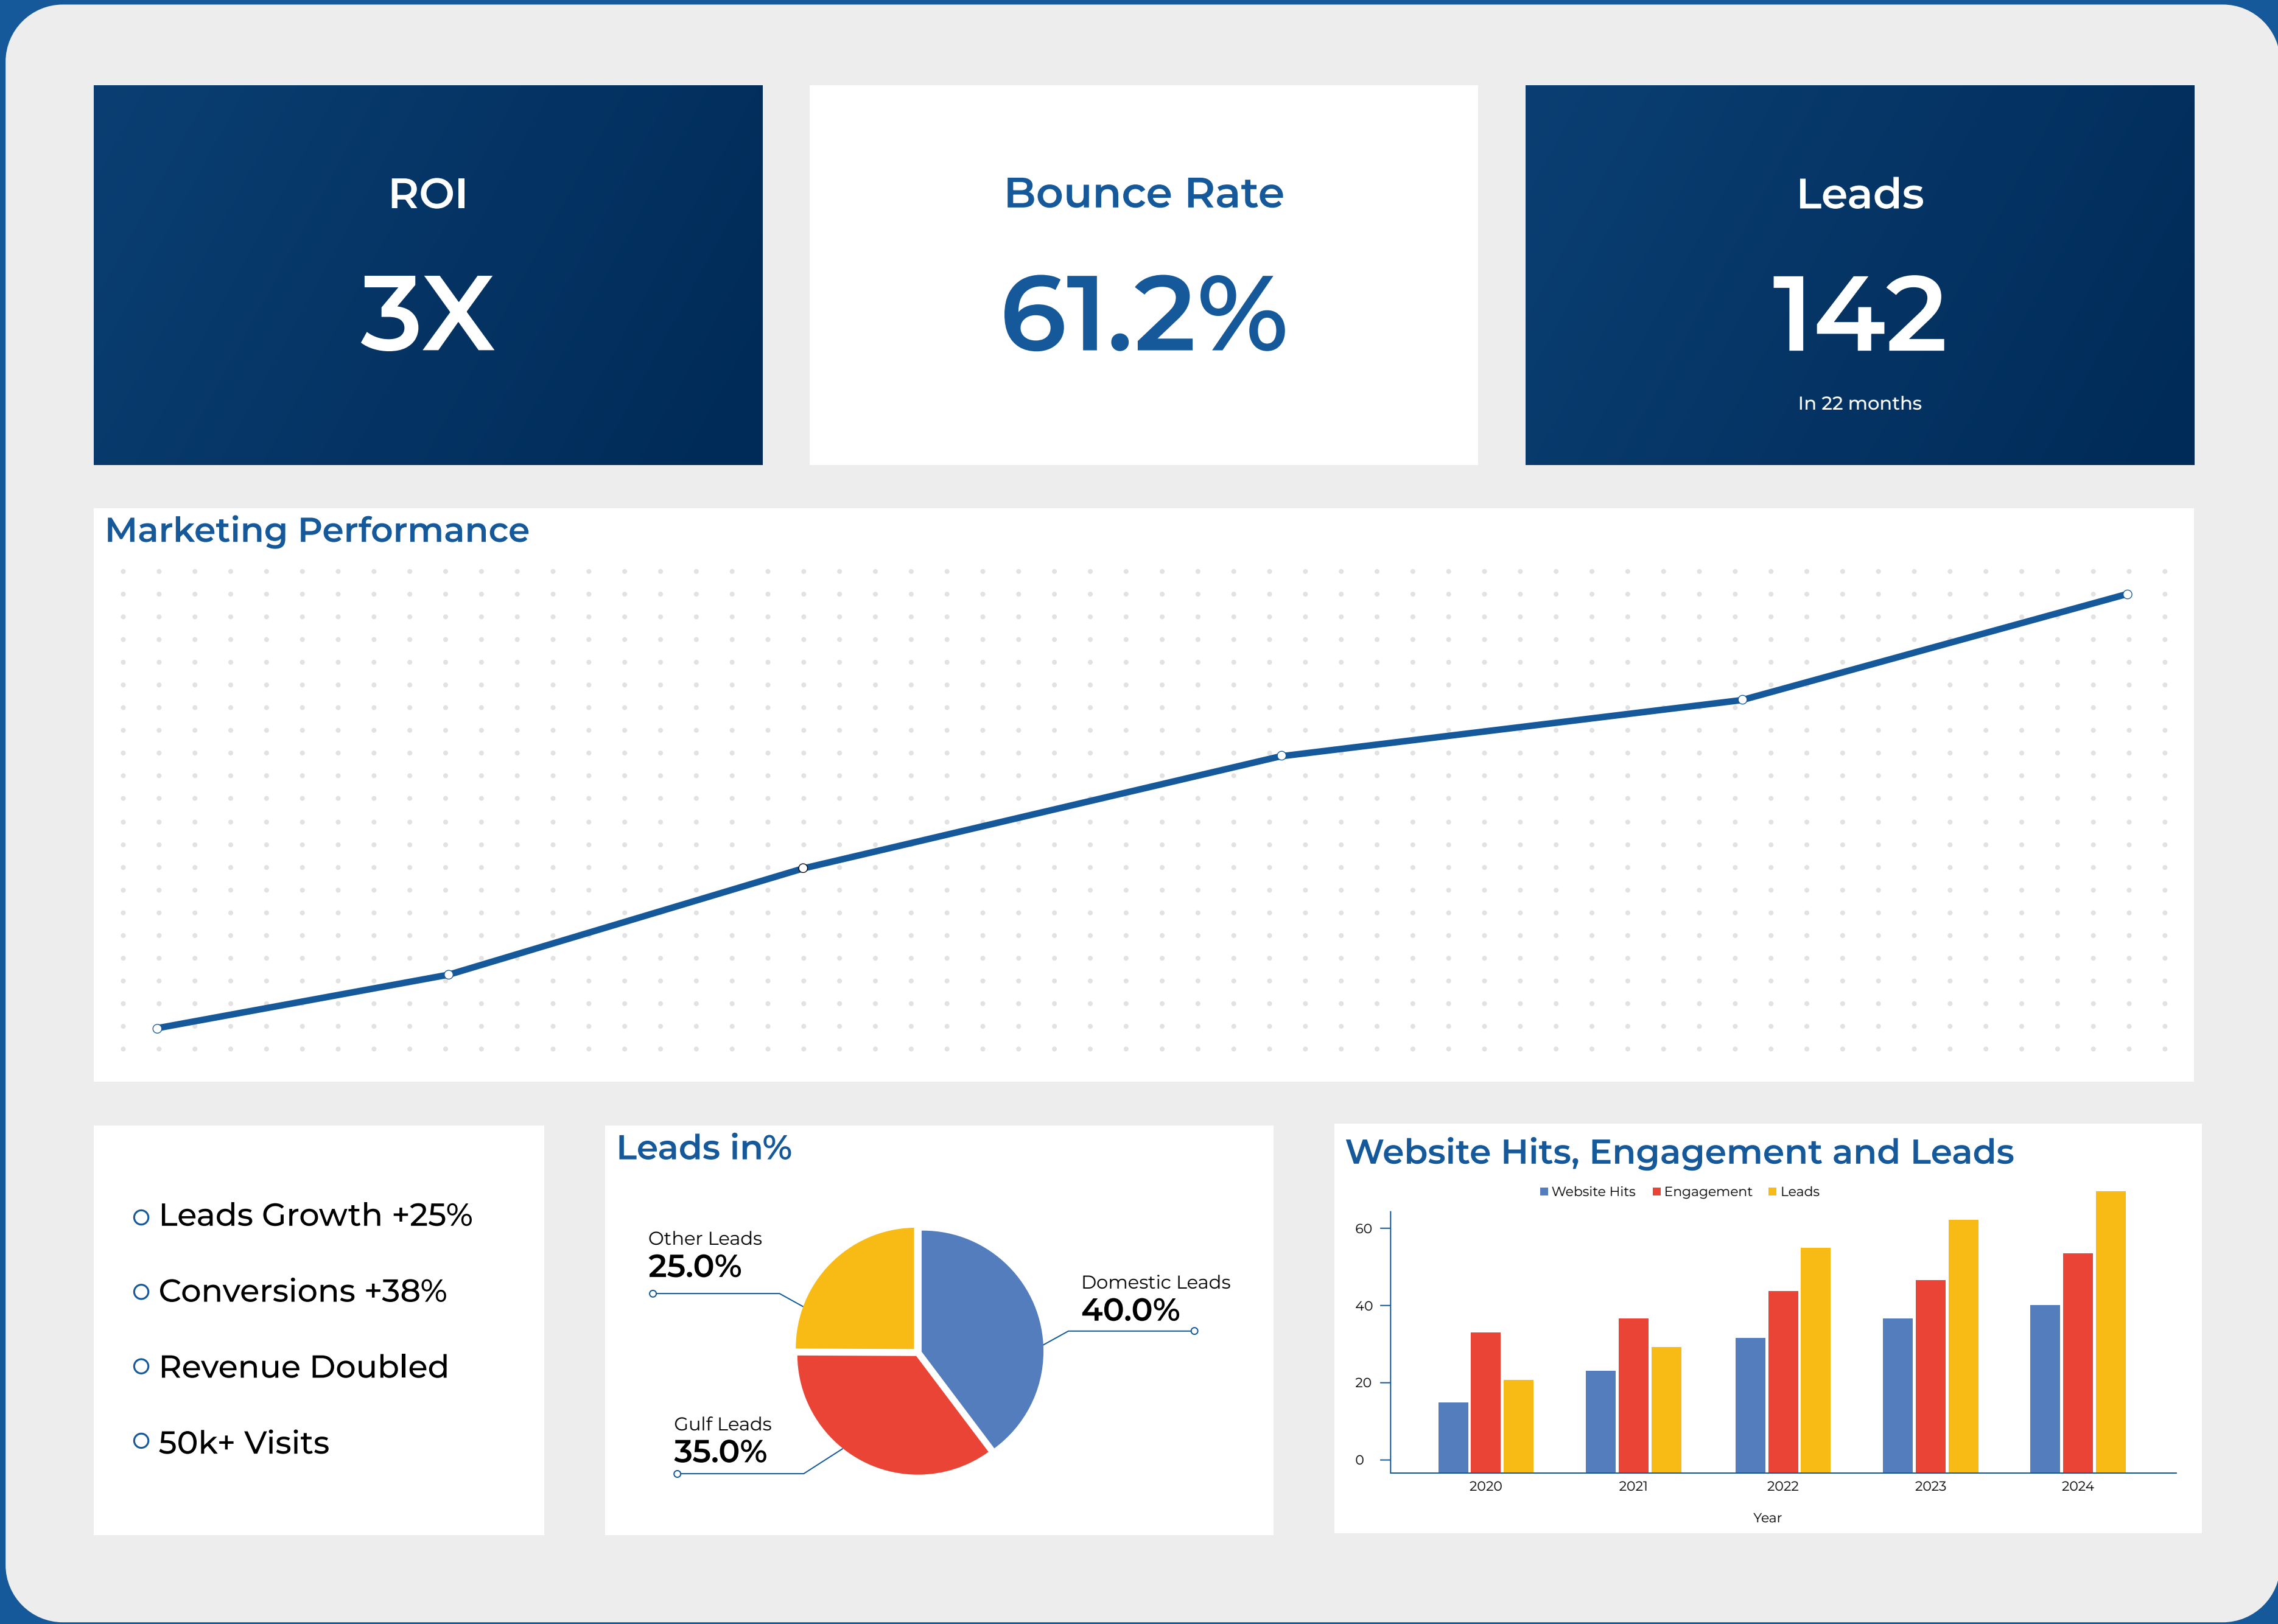 ROI
3X
Bounce Rate
61.2%
Leads
142
In 22 months
Marketing Performance
Leads Growth +25%
Conversions +38%
Revenue Doubled
50k+ Visits
Leads in%
Other Leads
25.0%
Domestic Leads
40.0%
Gulf Leads
35.0%
Website Hits, Engagement and Leads
Website Hits Engagement Leads
60
40
20
0
2020 2021 2022 2023 2024
Year